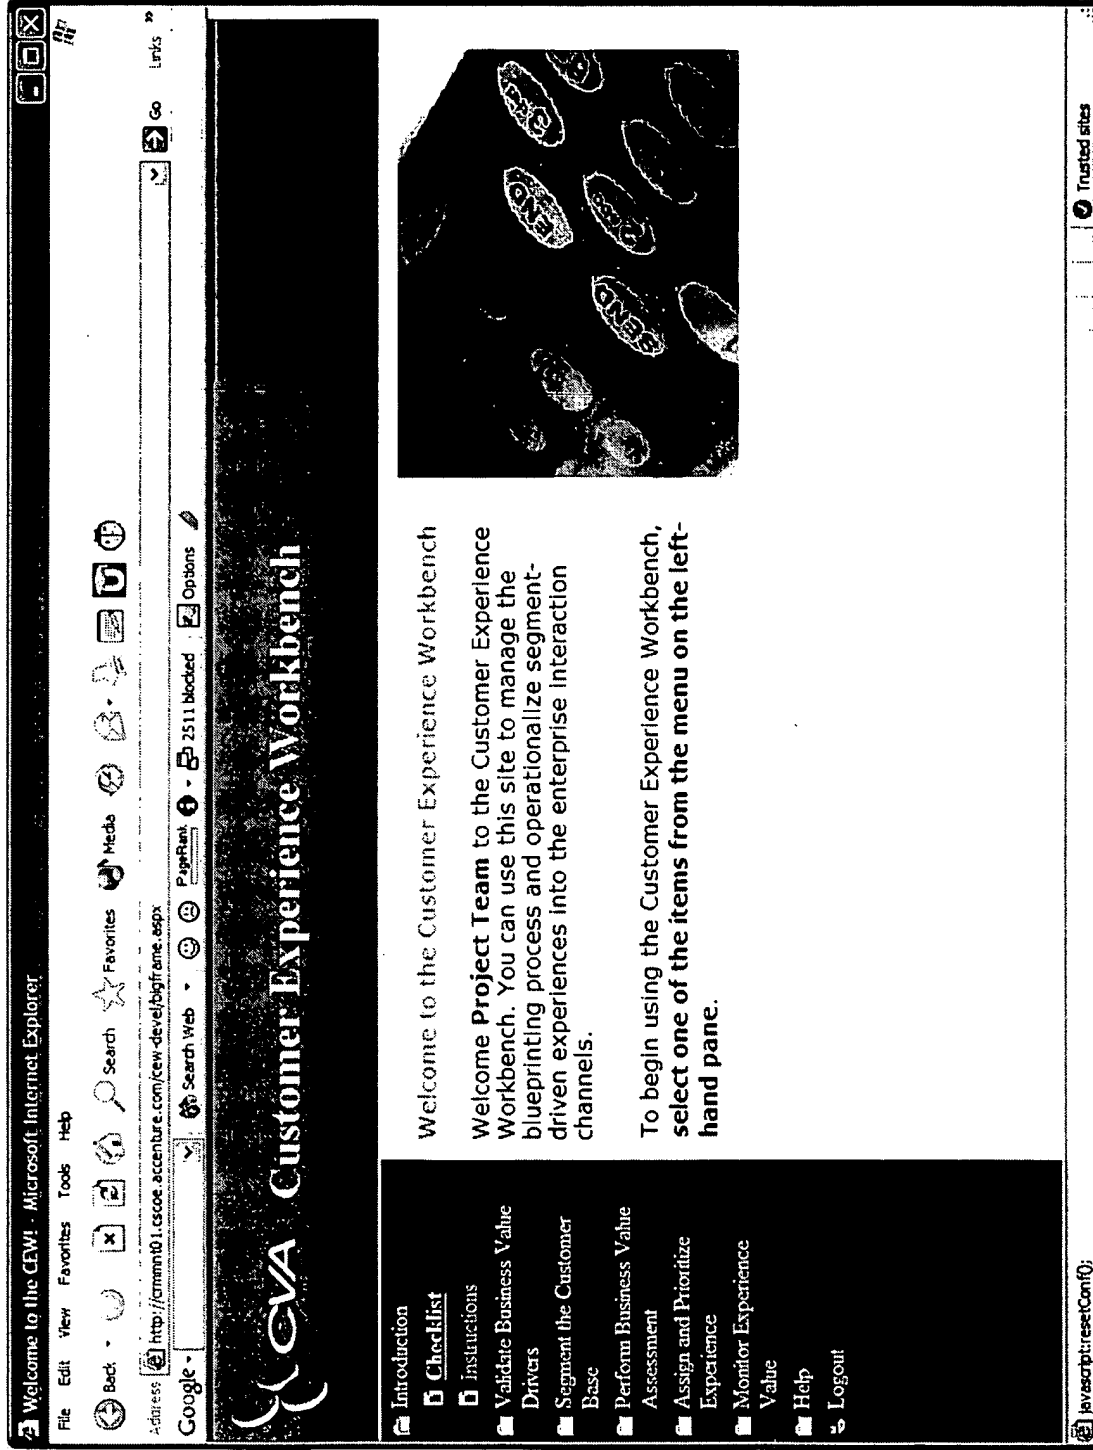 Welcome to the CEW! - Microsoft Internet Explorer
File Edit View Favorites Tools Help
Back Search Favorites Media
Address http://crmmnt01.cscoe.accenture.com/cew-devel/bigframe.aspx Go Links »
Google Search Web PageRank 2511 blocked Options
CVA Customer Experience Workbench
Introduction
Checklist
Instructions
Validate Business Value
Drivers
Segment the Customer
Base
Perform Business Value
Assessment
Assign and Prioritize
Experience
Monitor Experience
Value
Help
Logout
Welcome to the Customer Experience Workbench
Welcome Project Team to the Customer Experience
Workbench. You can use this site to manage the
blueprinting process and operationalize segment-
driven experiences into the enterprise interaction
channels.
To begin using the Customer Experience Workbench,
select one of the items from the menu on the left-
hand pane.
SEND
END
javascript:resetConf();
Trusted sites